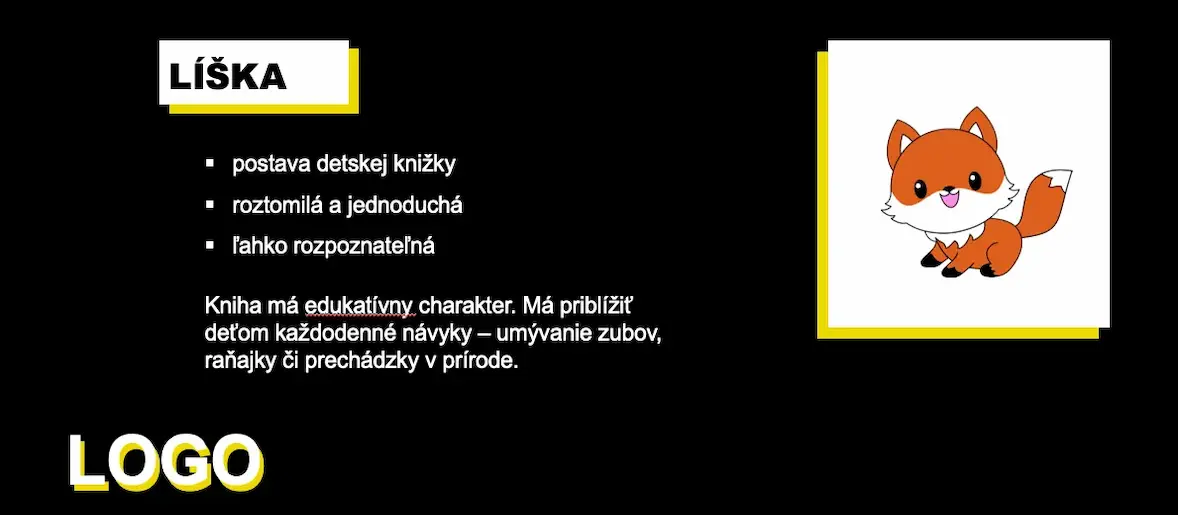 LÍŠKA
▪ postava detskej knižky
▪ roztomilá a jednoduchá
▪ ľahko rozpoznateľná
Kniha má edukatívny charakter. Má priblížiť
deťom každodenné návyky – umývanie zubov,
raňajky či prechádzky v prírode.
LOGO